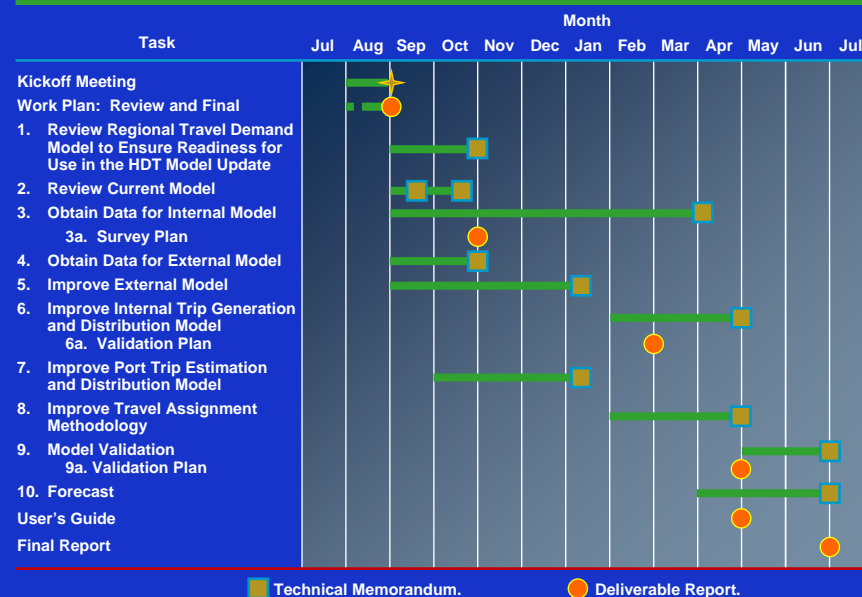 Month
Task Jul Aug Sep Oct Nov Dec Jan Feb Mar Apr May Jun Jul
Kickoff Meeting
Work Plan: Review and Final
1. Review Regional Travel Demand
Model to Ensure Readiness for
Use in the HDT Model Update
2. Review Current Model
3. Obtain Data for Internal Model
3a. Survey Plan
4. Obtain Data for External Model
5. Improve External Model
6. Improve Internal Trip Generation
and Distribution Model
6a. Validation Plan
7. Improve Port Trip Estimation
and Distribution Model
8. Improve Travel Assignment
Methodology
9. Model Validation
9a. Validation Plan
10. Forecast
User's Guide
Final Report
Technical Memorandum. Deliverable Report.